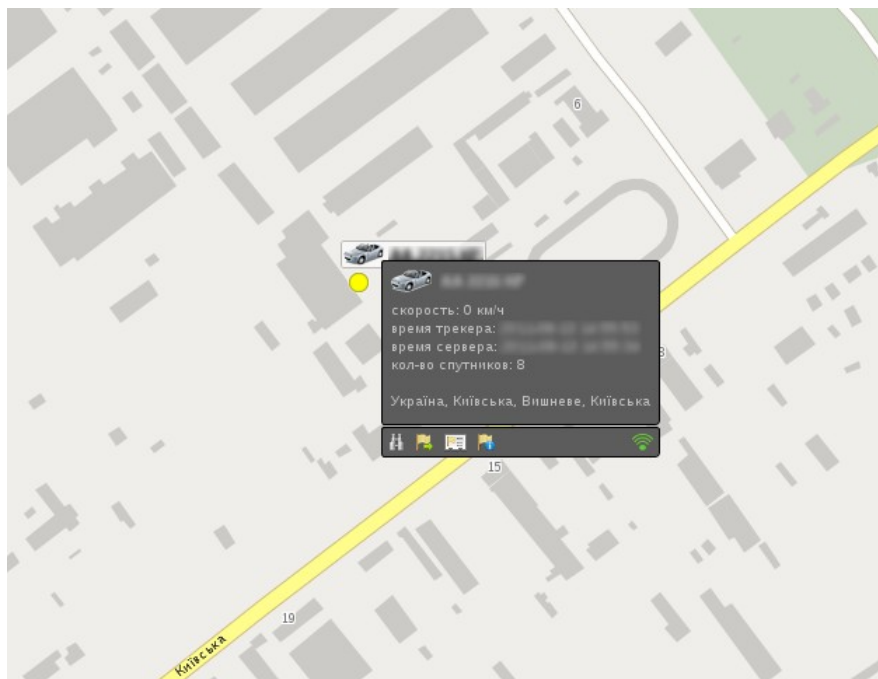 6
скорость: 0 км/ч
время трекера:
время сервера:
кол-во спутников: 8
Україна, Київська, Вишневе, Київська
15
19
Київська